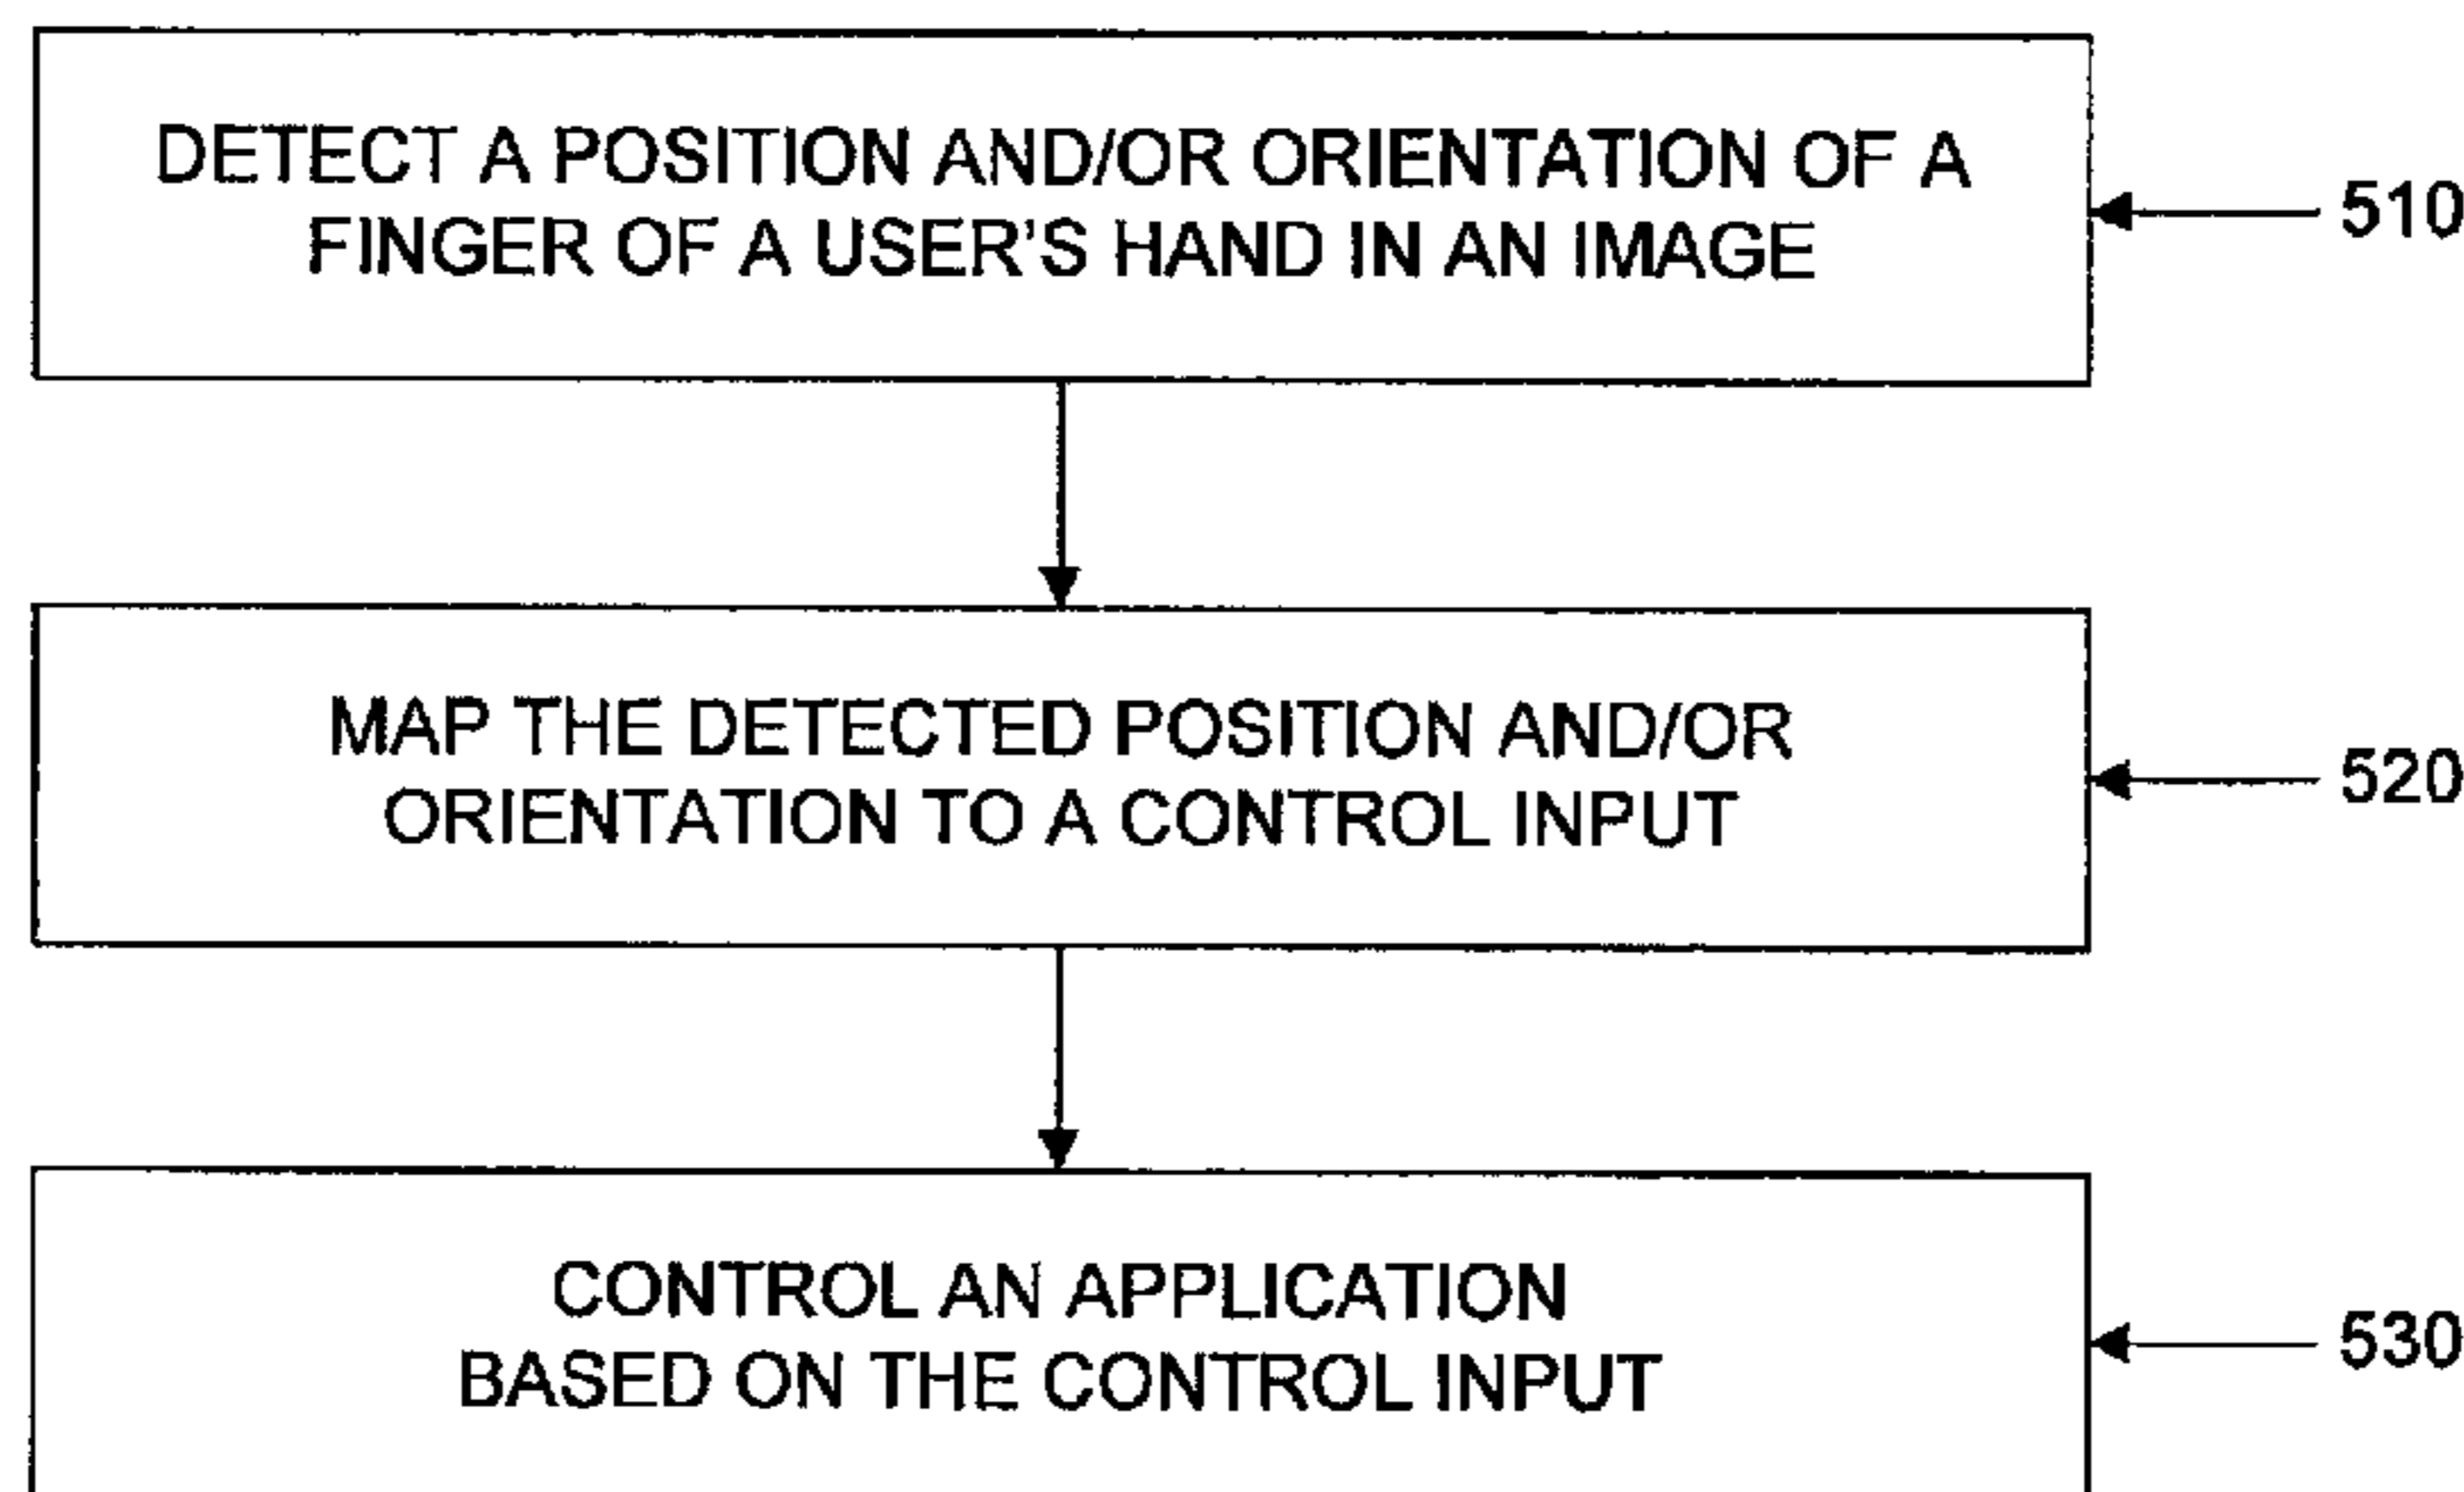 DETECT A POSITION AND/OR ORIENTATION OF A
FINGER OF A USER'S HAND IN AN IMAGE
510
MAP THE DETECTED POSITION AND/OR
ORIENTATION TO A CONTROL INPUT
520
CONTROL AN APPLICATION
BASED ON THE CONTROL INPUT
530